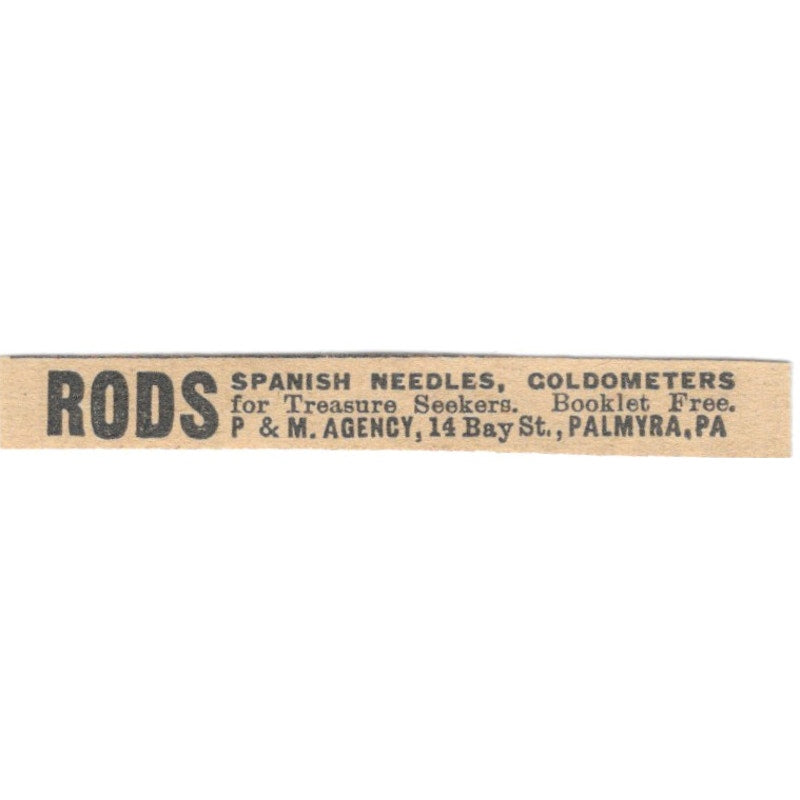 RODS
SPANISH NEEDLES, GOLDOMETERS
for Treasure Seekers. Booklet Free.
P & M. AGENCY, 14 Bay St., PALMYRA, PA